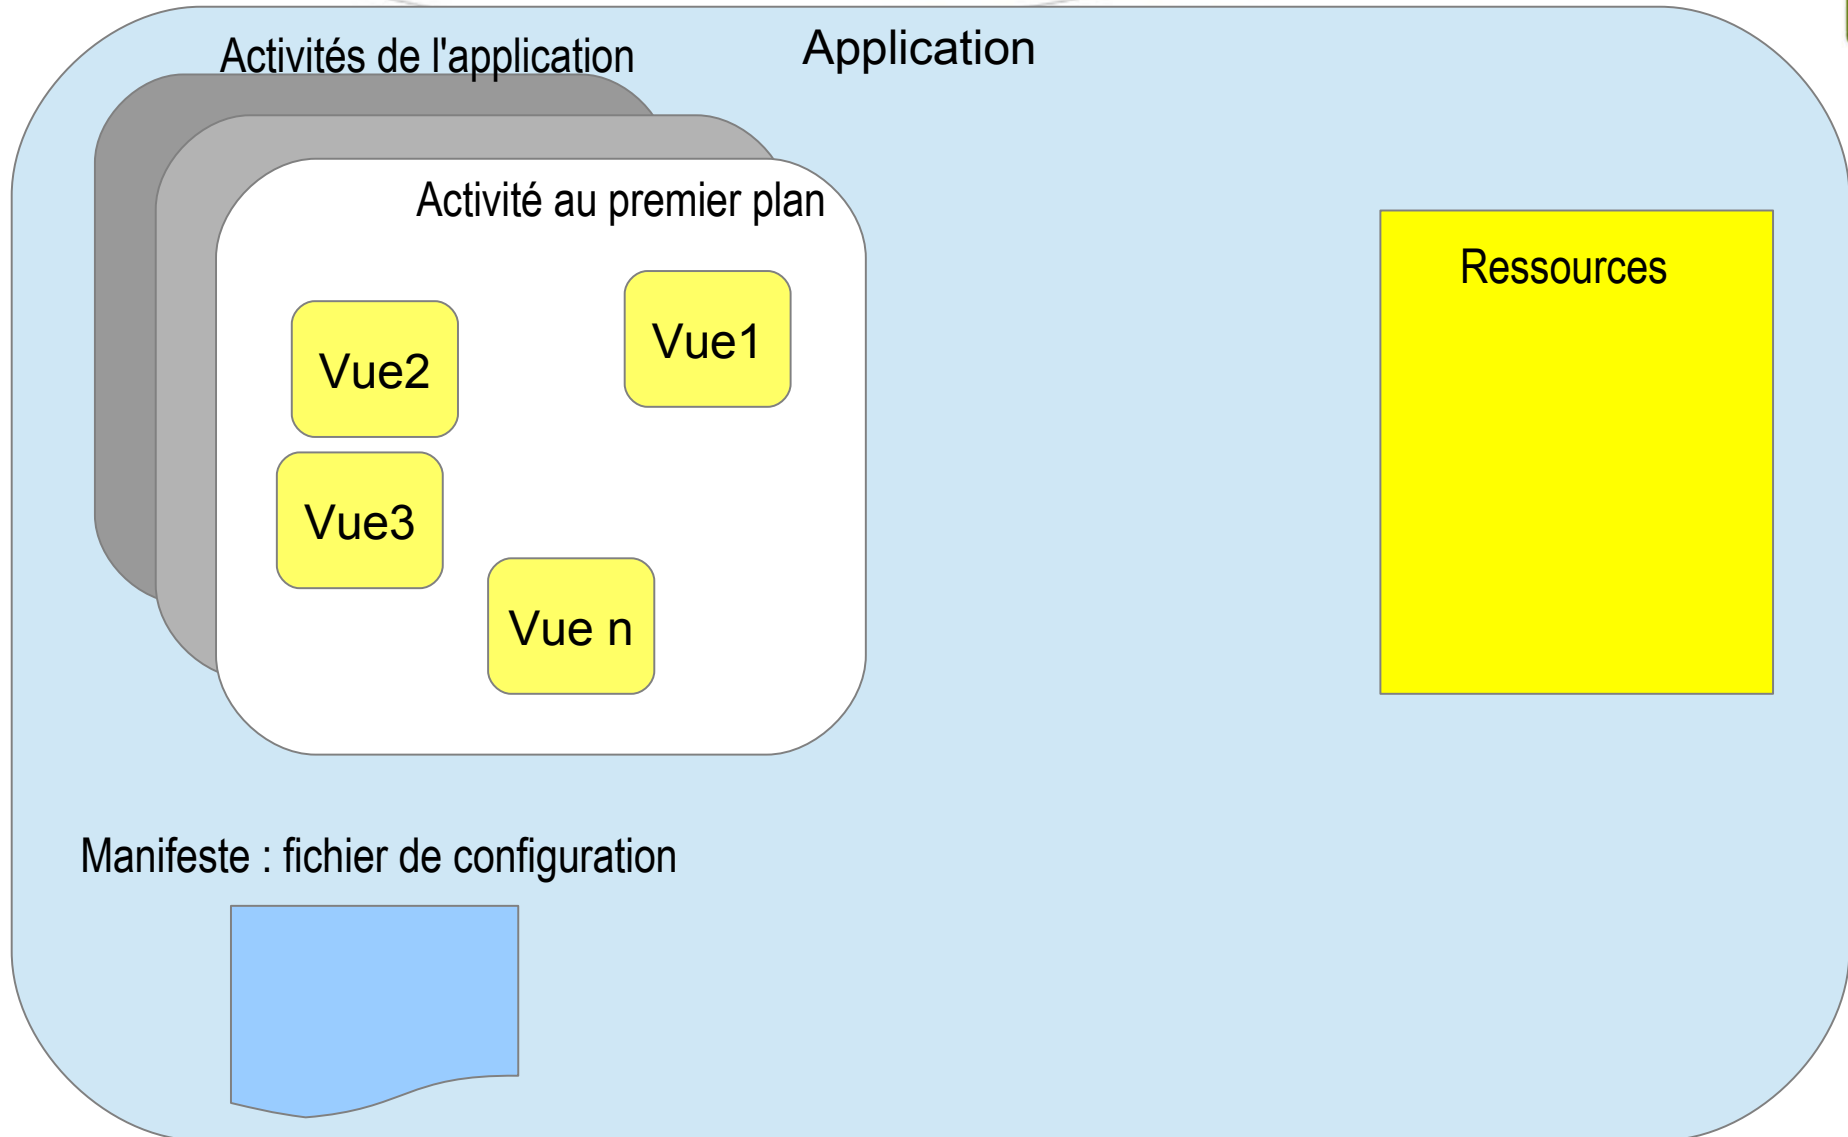 Application
Activités de l'application
Activité au premier plan
Vue1
Vue2
Vue3
Vue n
Ressources
Manifeste : fichier de configuration